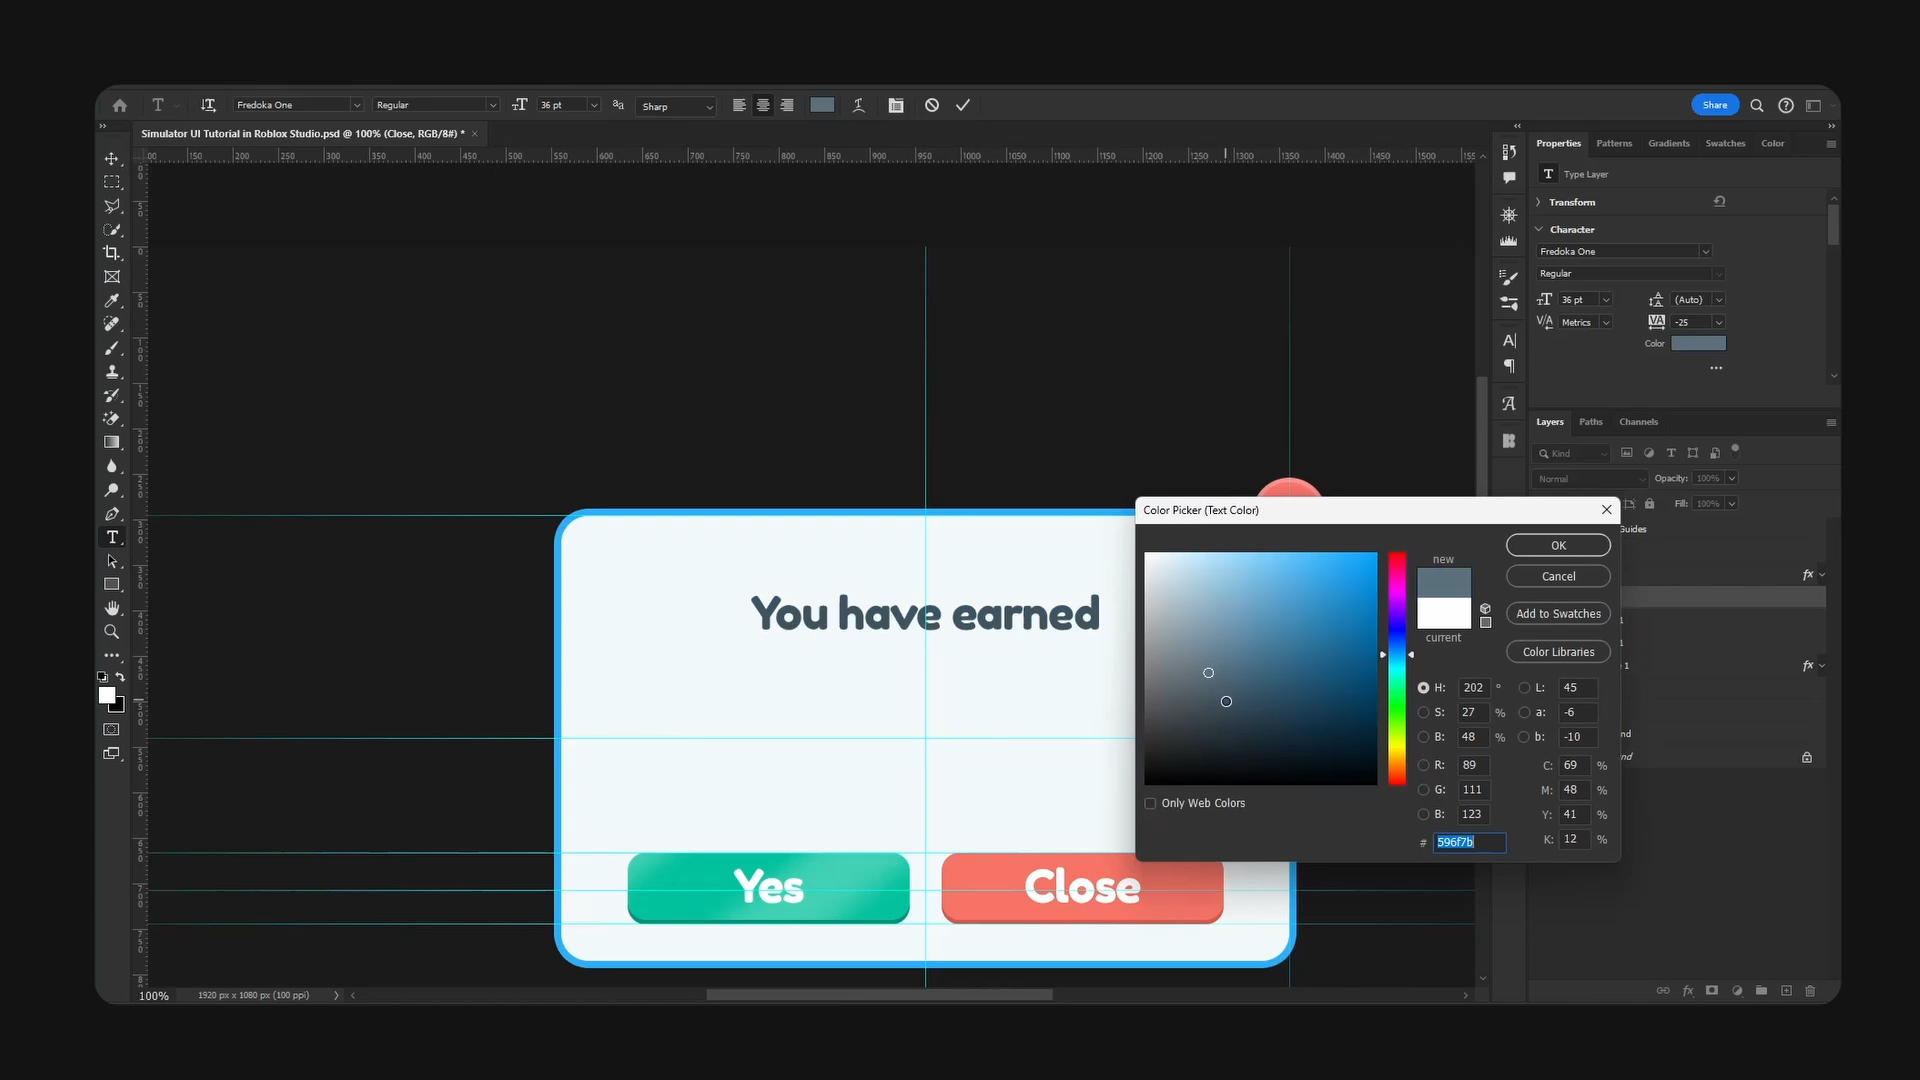 Fredoka One
Regular
36 pt
aa
Sharp
Share
Simulator UI Tutorial in Roblox Studio.psd @ 100% (Close, RGB/8#) *
00 150 200 250 300 350 400 450 500 550 600 650 700 750 800 850 900 950 1000 1050 1100 1150 1200 1250 1300 1350 1400 1450 1500 155
Properties
Patterns
Gradients
Swatches
Color
Type Layer
Transform
Character
Fredoka One
Regular
36 pt
(Auto)
Metrics
-25
Color
Layers
Paths
Channels
Kind
Normal
Opacity: 100%
Fill: 100%
Guides
You have earned
Yes
Close
Color Picker (Text Color)
new
current
OK
Cancel
Add to Swatches
Color Libraries
H: 202 °
S: 27 %
B: 48 %
R: 89
G: 111
B: 123
# 596f7b
L: 45
a: -6
b: -10
C: 69 %
M: 48 %
Y: 41 %
K: 12 %
Only Web Colors
100%
1920 px x 1080 px (100 ppi)